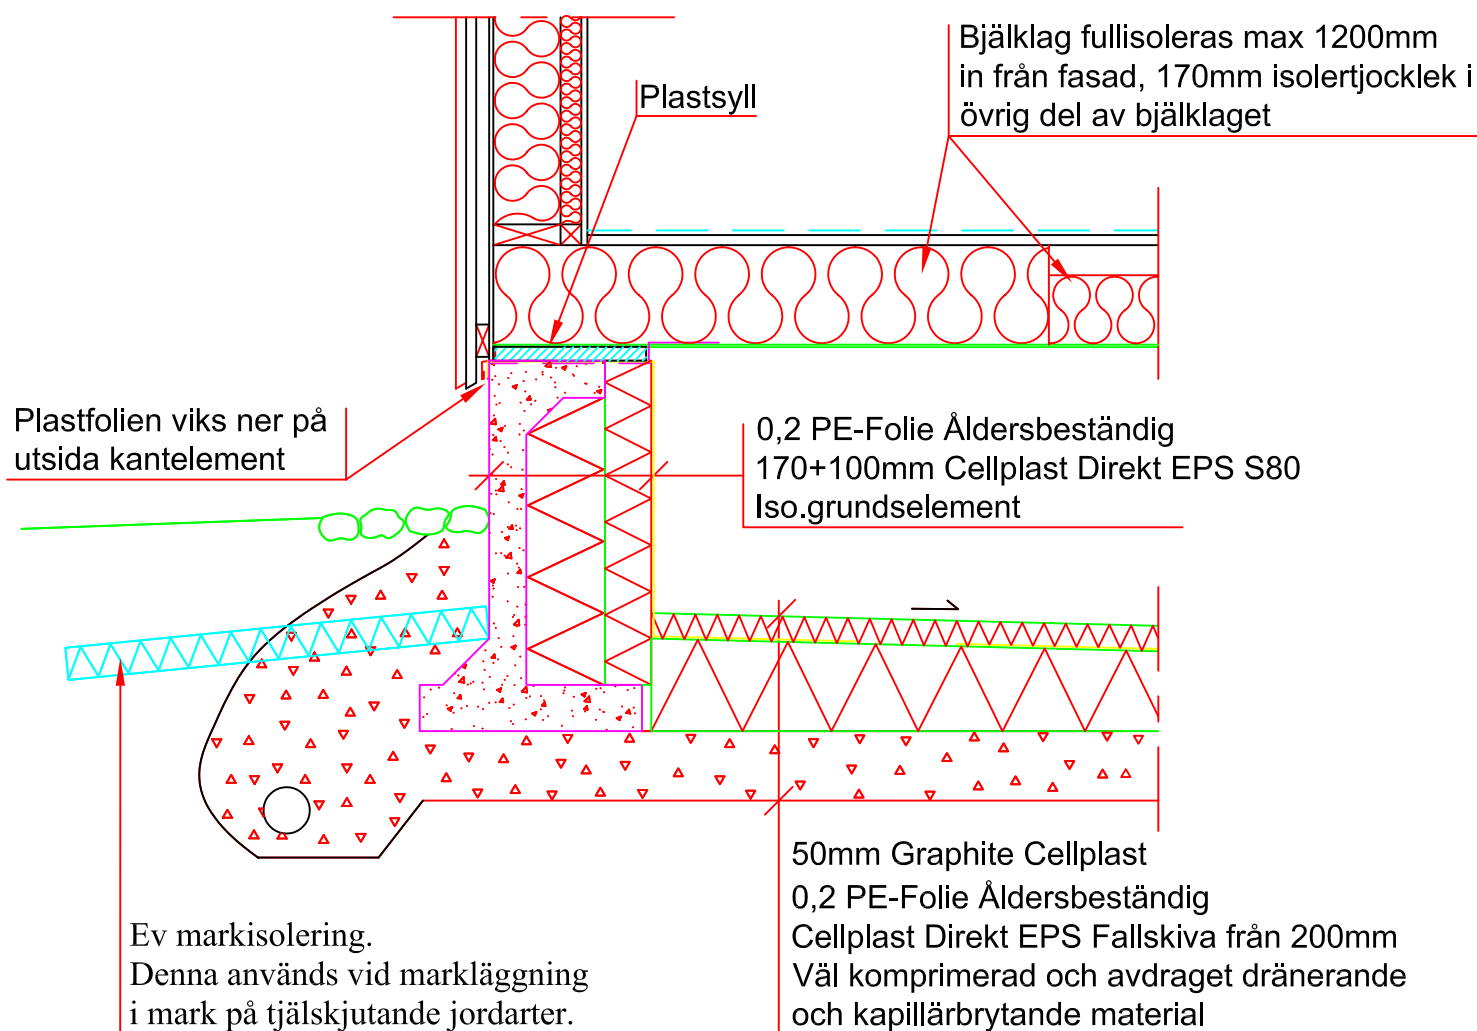 Bjälklag fullisoleras max 1200mm
in från fasad, 170mm isolertjocklek i
övrig del av bjälklaget
Plastsyll
Plastfolien viks ner på
utsida kantelement
0,2 PE-Folie Åldersbeständig
170+100mm Cellplast Direkt EPS S80
Iso.grundselement
50mm Graphite Cellplast
0,2 PE-Folie Åldersbeständig
Cellplast Direkt EPS Fallskiva från 200mm
Väl komprimerad och avdraget dränerande
och kapillärbrytande material
Ev markisolering.
Denna används vid markläggning
i mark på tjälskjutande jordarter.